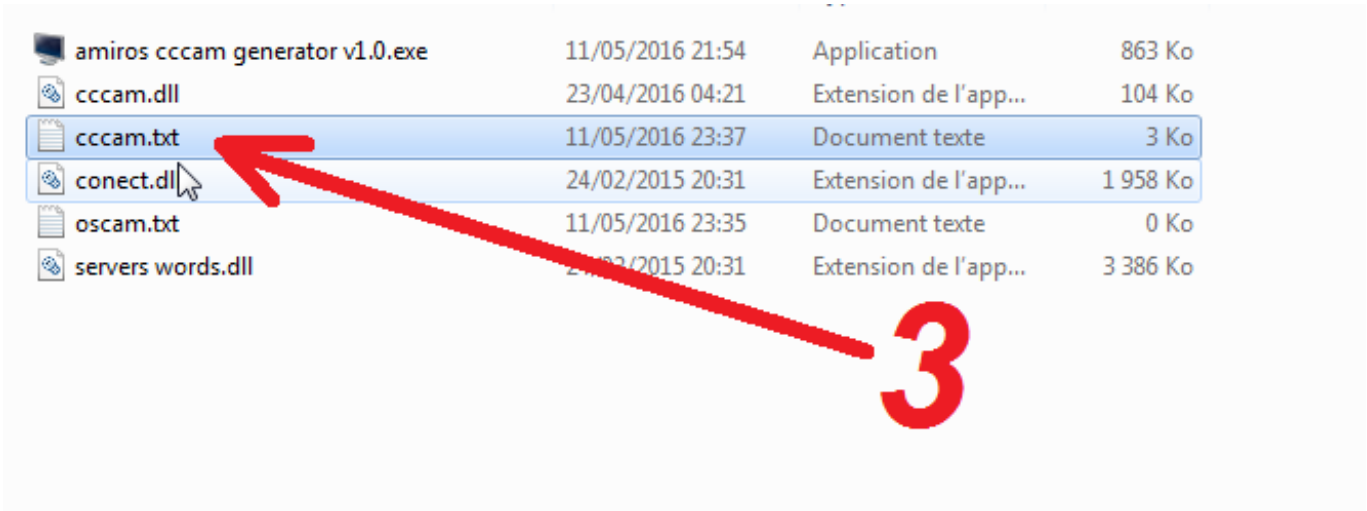 amiros cccam generator v1.0.exe 11/05/2016 21:54 Application 863 Ko
cccam.dll 23/04/2016 04:21 Extension de l'app... 104 Ko
cccam.txt 11/05/2016 23:37 Document texte 3 Ko
conect.dll 24/02/2015 20:31 Extension de l'app... 1 958 Ko
oscam.txt 11/05/2016 23:35 Document texte 0 Ko
servers words.dll 20:31 Extension de l'app... 3 386 Ko
3